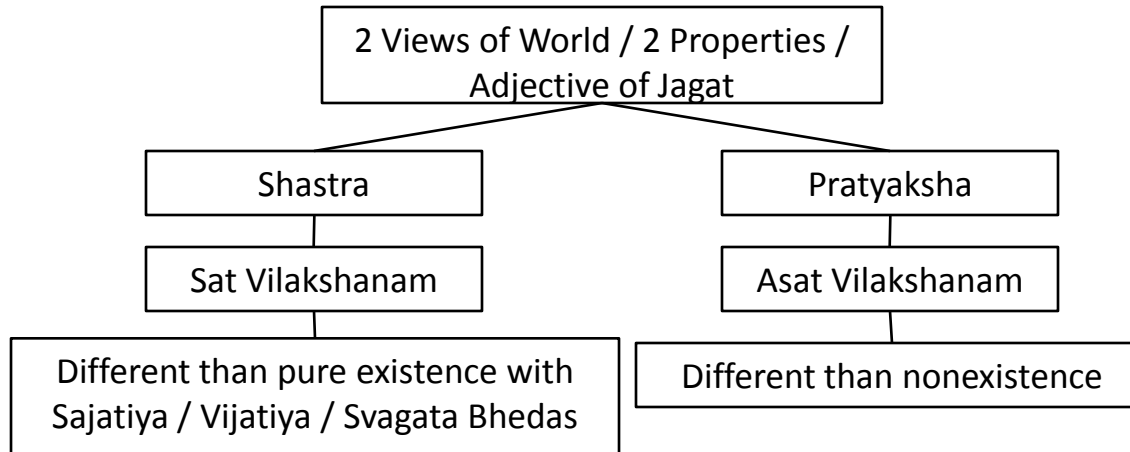 2 Views of World / 2 Properties /
Adjective of Jagat
Shastra
Pratyaksha
Sat Vilakshanam
Asat Vilakshanam
Different than pure existence with
Sajatiya / Vijatiya / Svagata Bhedas
Different than nonexistence